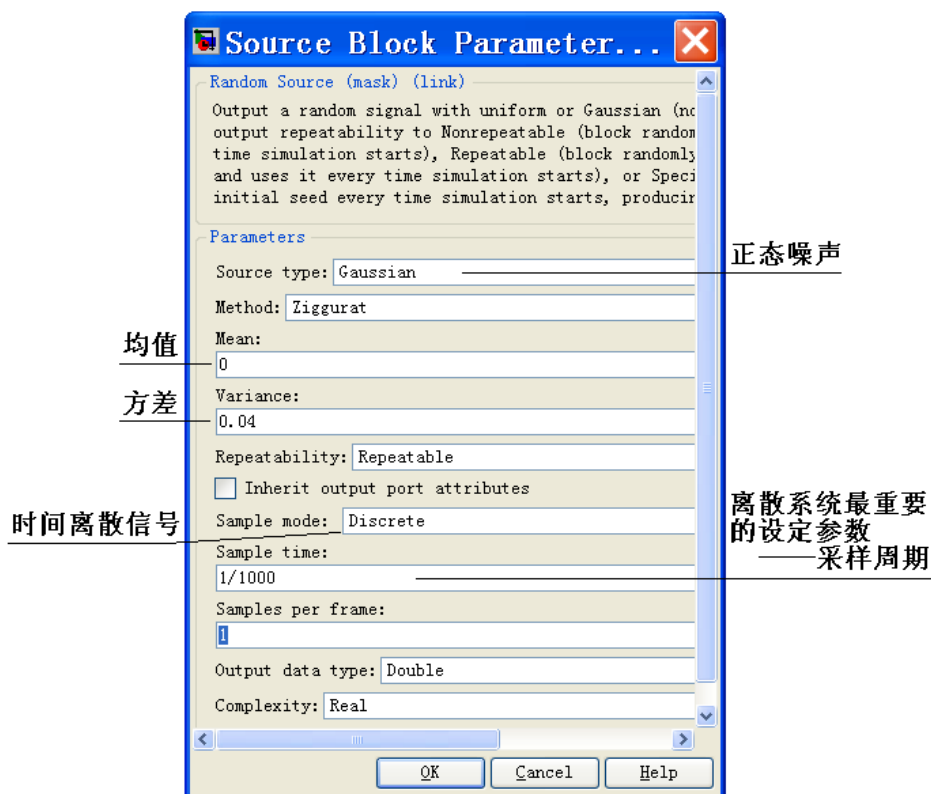 Source Block Parameter...
Random Source (mask) (link)
Output a random signal with uniform or Gaussian (no
output repeatability to Nonrepeatable (block random
time simulation starts), Repeatable (block randomly
and uses it every time simulation starts), or Speci
initial seed every time simulation starts, producin
Parameters
Source type: Gaussian
正态噪声
Method: Ziggurat
Mean:
均值
0
Variance:
方差
0.04
Repeatability: Repeatable
Inherit output port attributes
时间离散信号
Sample mode: Discrete
离散系统最重要
的设定参数
——采样周期
Sample time:
1/1000
Samples per frame:
1
Output data type: Double
Complexity: Real
OK
Cancel
Help